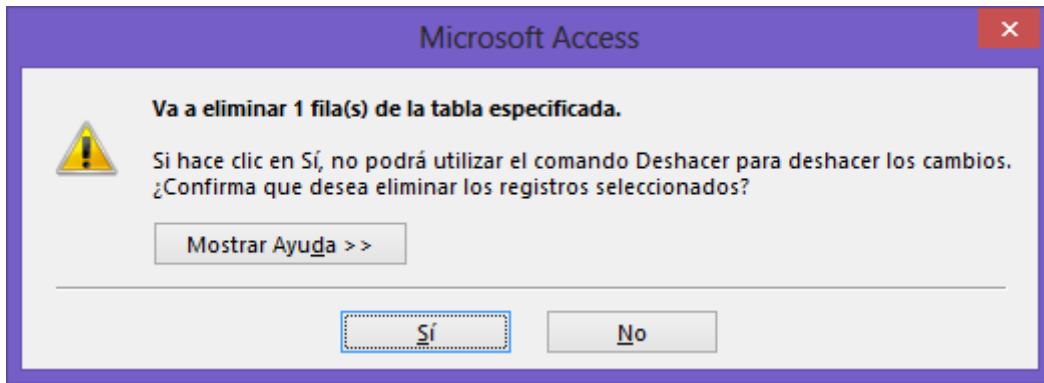 Microsoft Access
Va a eliminar 1 fila(s) de la tabla especificada.
Si hace clic en Sí, no podrá utilizar el comando Deshacer para deshacer los cambios.
¿Confirma que desea eliminar los registros seleccionados?
Mostrar Ayuda >>
Sí
No